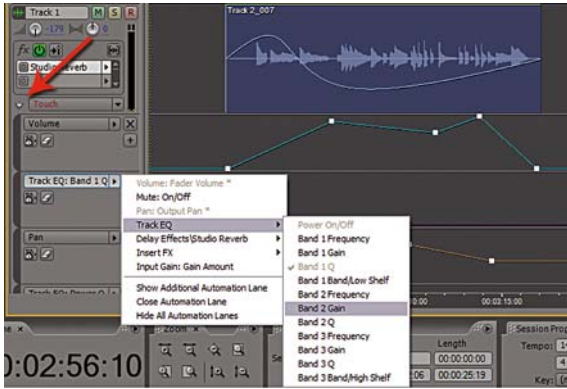 Track 1 M S R
Track 2_007
-179 0
fx
Studio Reverb
Touch
Volume
Track EQ: Band 1 Q
Pan
Volume: Fader Volume *
Mute: On/Off
Pan: Output Pan *
Track EQ
Delay Effects\Studio Reverb
Insert FX
Input Gain: Gain Amount
Show Additional Automation Lane
Close Automation Lane
Hide All Automation Lanes
Power On/Off
Band 1 Frequency
Band 1 Gain
Band 1 Q
Band 1 Band/Low Shelf
Band 2 Frequency
Band 2 Gain
Band 2 Q
Band 3 Frequency
Band 3 Gain
Band 3 Q
Band 3 Band/High Shelf
00:03:15:00
Zoom x
Session Prop
:02:56:10
Length
00:00:00:00
00:00:25:19
Tempo:
Key: